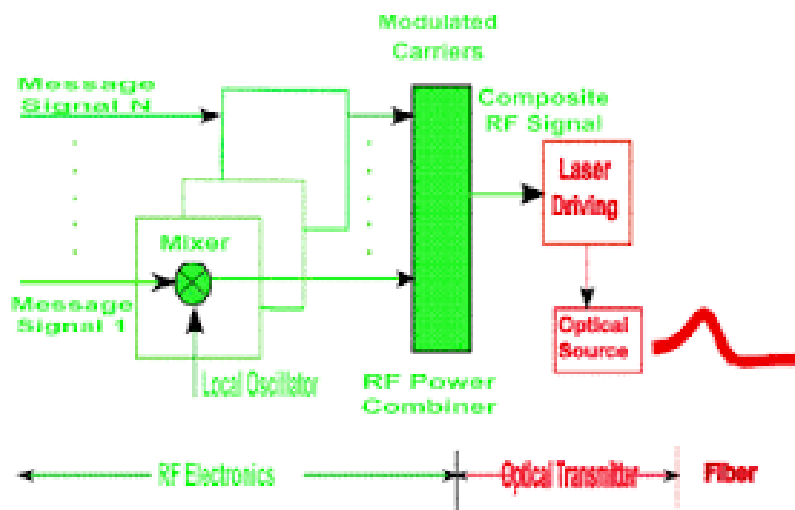 Modulated
Carriers
Message
Signal N
Composite
RF Signal
Laser
Driving
Mixer
Message
Signal 1
Optical
Source
Local Oscillator
RF Power
Combiner
RF Electronics
Optical Transmitter
Fiber